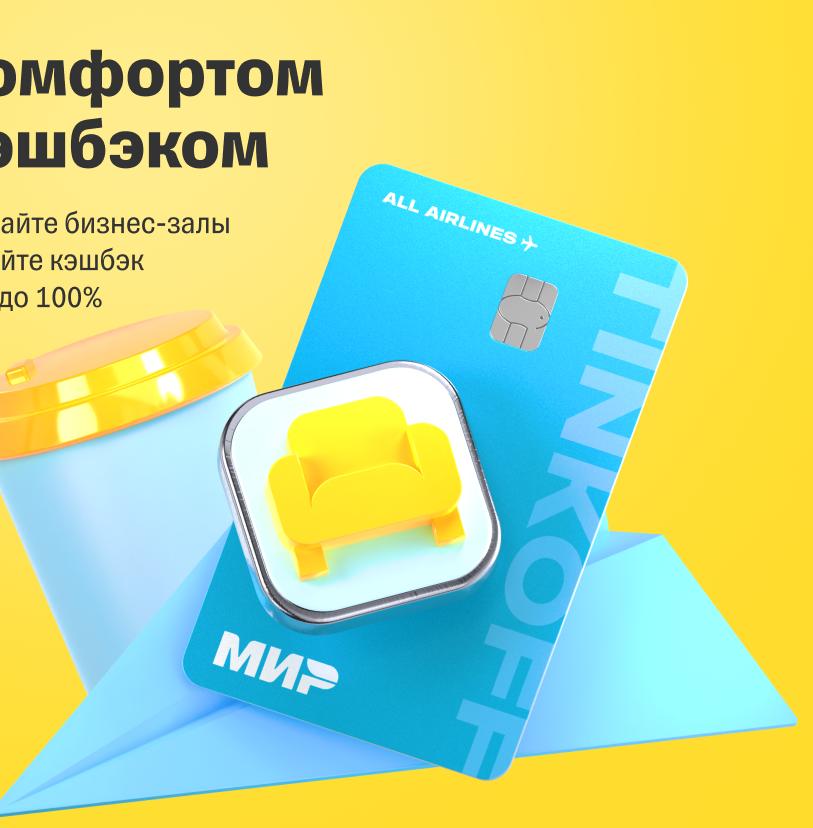 омфортом
эшбэком
айте бизнес-залы
йте кэшбэк
до 100%
ALL AIRLINES
TINKOFF
МИР